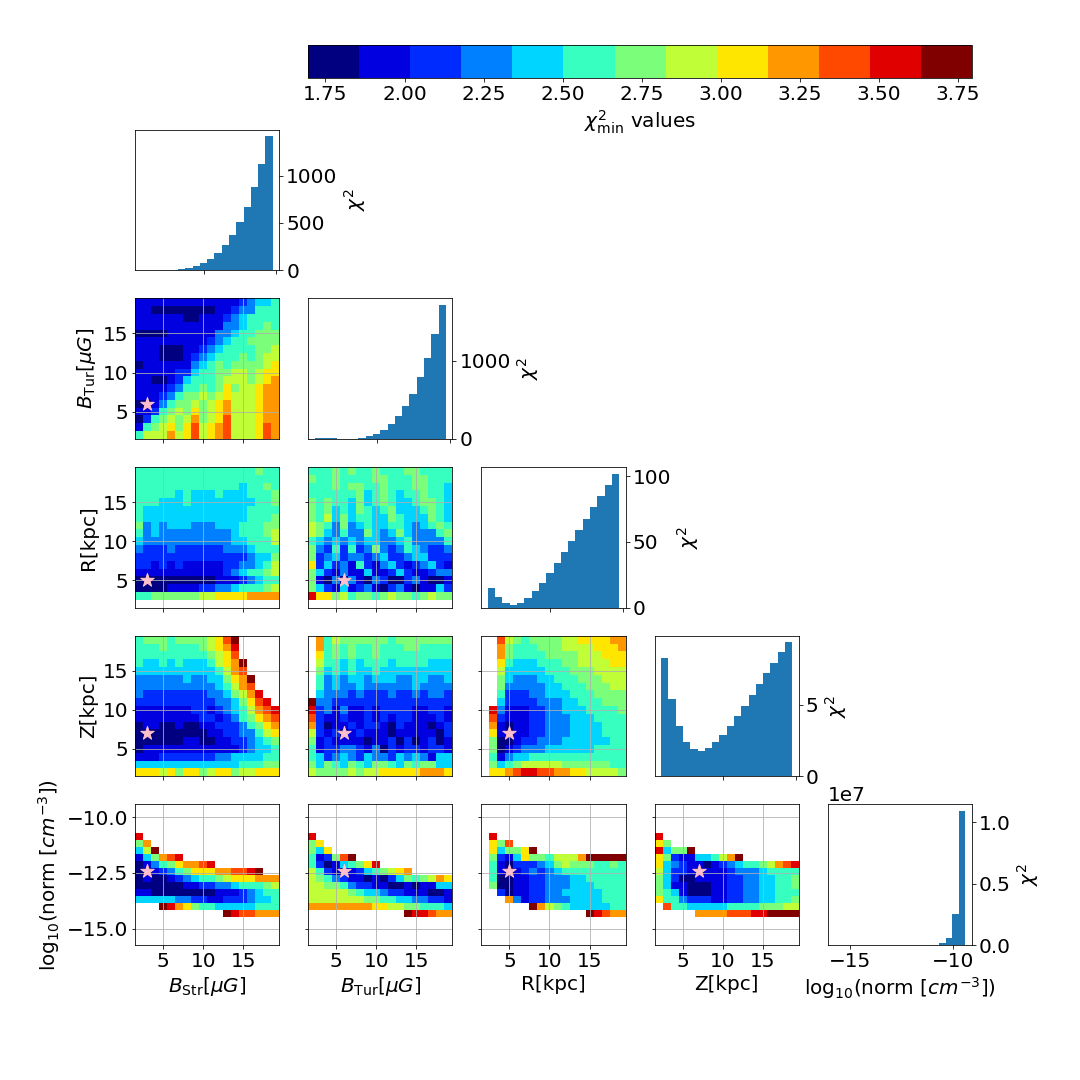 1.75 2.00 2.25 2.50 2.75 3.00 3.25 3.50 3.75
χ²min values
1000
500
0
χ²
15
10
5
B_Tur[μG]
1000
0
χ²
15
10
5
R[kpc]
100
50
0
χ²
15
10
5
Z[kpc]
5
0
χ²
−10.0
−12.5
−15.0
log₁₀(norm [cm⁻³])
1e7
1.0
0.5
0.0
χ²
5 10 15 5 10 15 5 10 15 5 10 15 −15 −10
B_Str[μG] B_Tur[μG] R[kpc] Z[kpc] log₁₀(norm [cm⁻³])